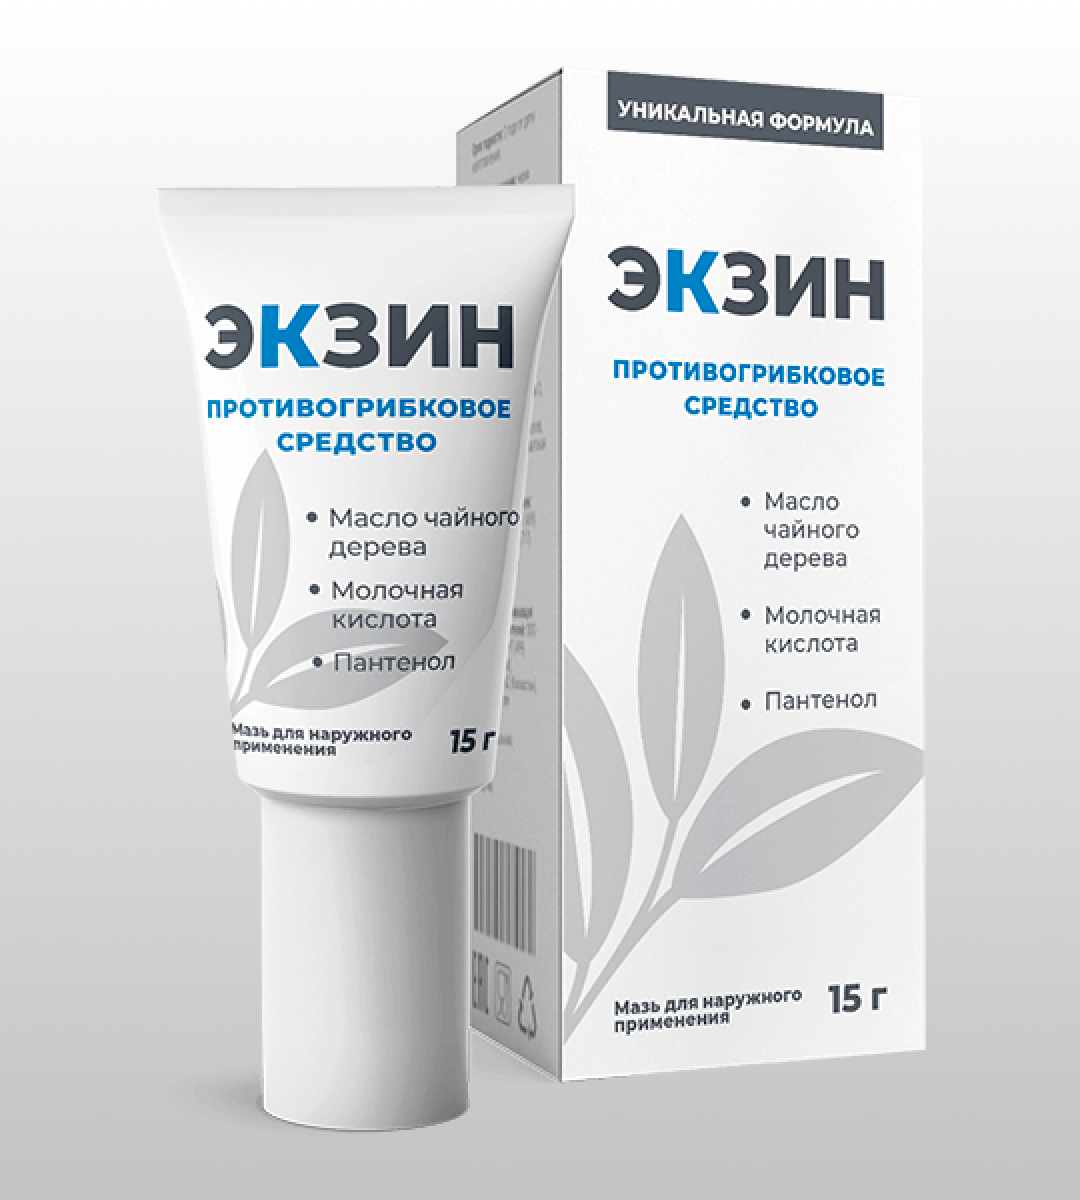 УНИКАЛЬНАЯ ФОРМУЛА
ЭКЗИН
ПРОТИВОГРИБКОВОЕ
СРЕДСТВО
• Масло
чайного
дерева
• Молочная
кислота
• Пантенол
Мазь для наружного
применения
15 г
ЭКЗИН
ПРОТИВОГРИБКОВОЕ
СРЕДСТВО
• Масло чайного
дерева
• Молочная
кислота
• Пантенол
Мазь для наружного
применения
15 г
EAC